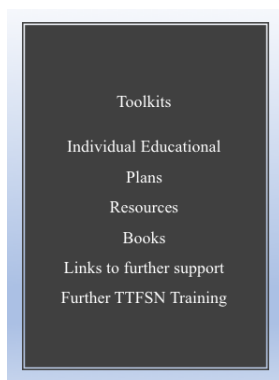 Toolkits
Individual Educational
Plans
Resources
Books
Links to further support
Further TTFSN Training